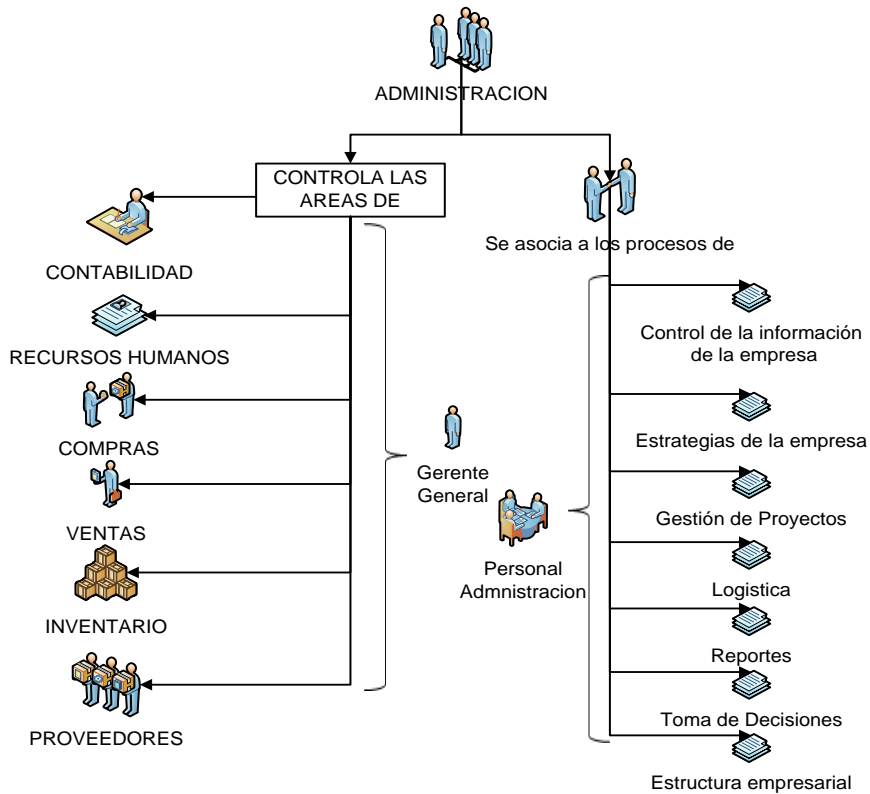 ADMINISTRACION
CONTROLA LAS
AREAS DE
CONTABILIDAD
RECURSOS HUMANOS
COMPRAS
VENTAS
INVENTARIO
PROVEEDORES
Gerente
General
Se asocia a los procesos de
Personal
Admnistracion
Control de la información
de la empresa
Estrategias de la empresa
Gestión de Proyectos
Logistica
Reportes
Toma de Decisiones
Estructura empresarial